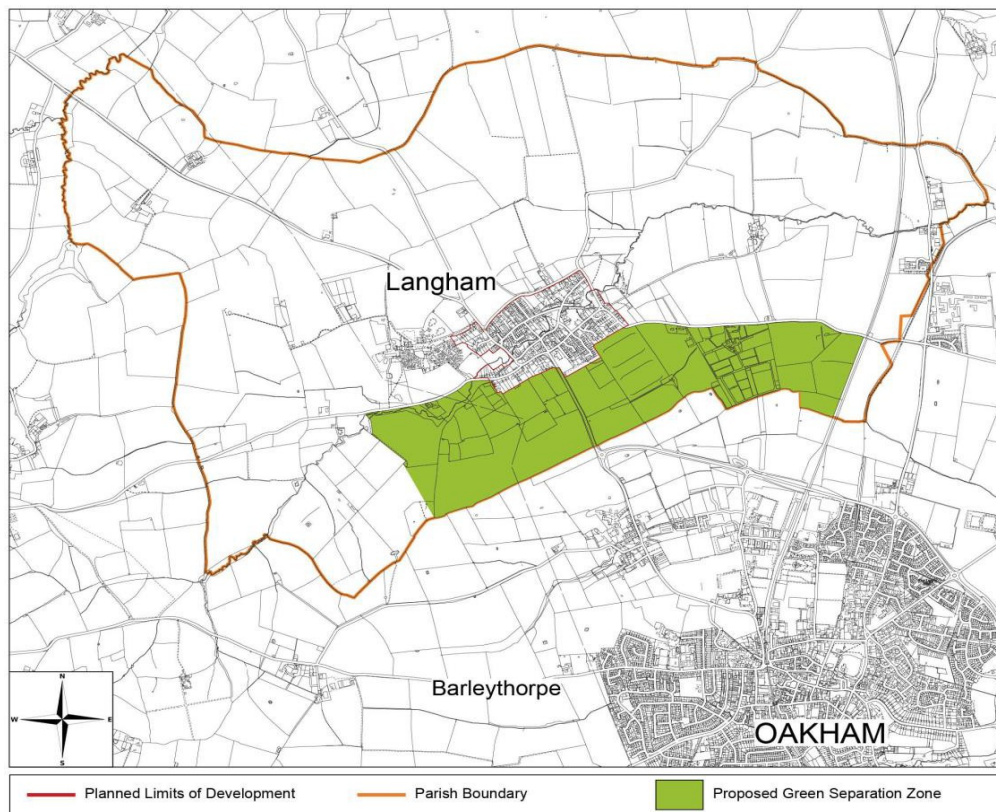 Langham
Barleythorpe
OAKHAM
N
W E
S
Planned Limits of Development
Parish Boundary
Proposed Green Separation Zone